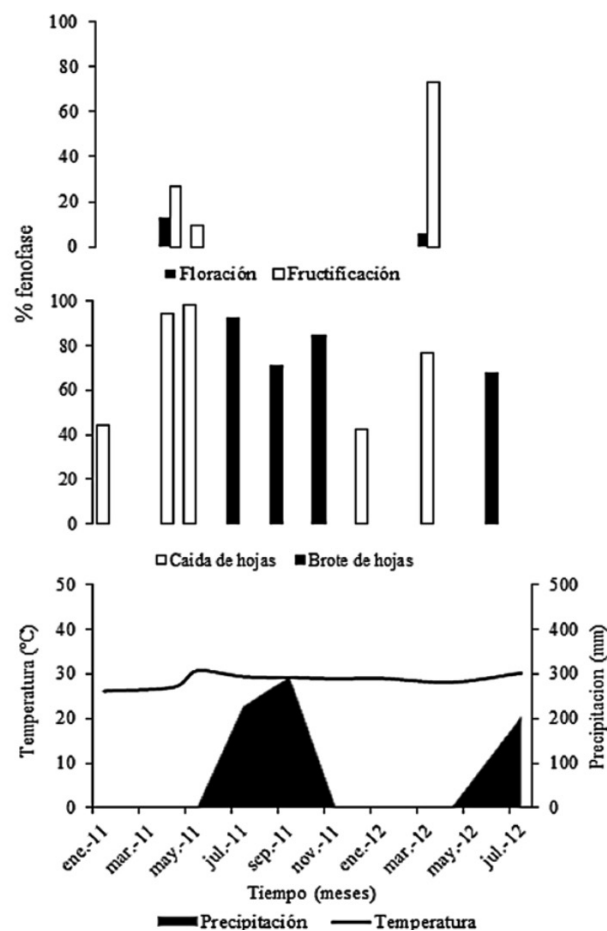 100
80
60
40
20
0
% fenofase
Floración Fructificación
100
80
60
40
20
0
Caida de hojas Brote de hojas
50 500
40 400
30 300
20 200
10 100
0 0
Temperatura (ºC) Precipitacion (mm)
ene.-11 mar.-11 may.-11 jul.-11 sep.-11 nov.-11 ene.-12 mar.-12 may.-12 jul.-12
Tiempo (meses)
Precipitación Temperatura